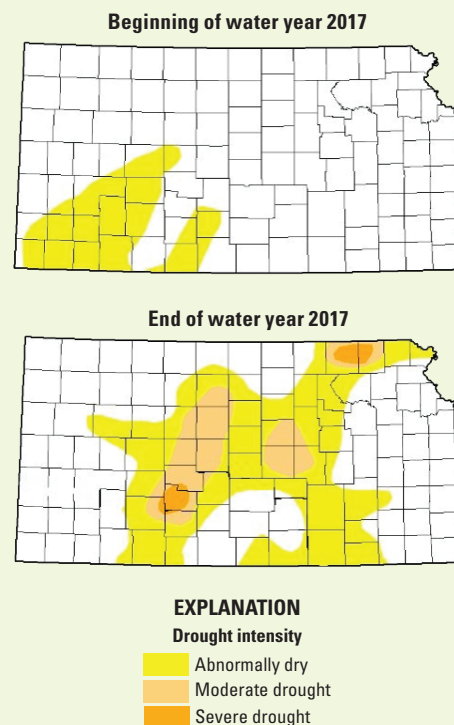 Beginning of water year 2017
End of water year 2017
EXPLANATION
Drought intensity
Abnormally dry
Moderate drought
Severe drought